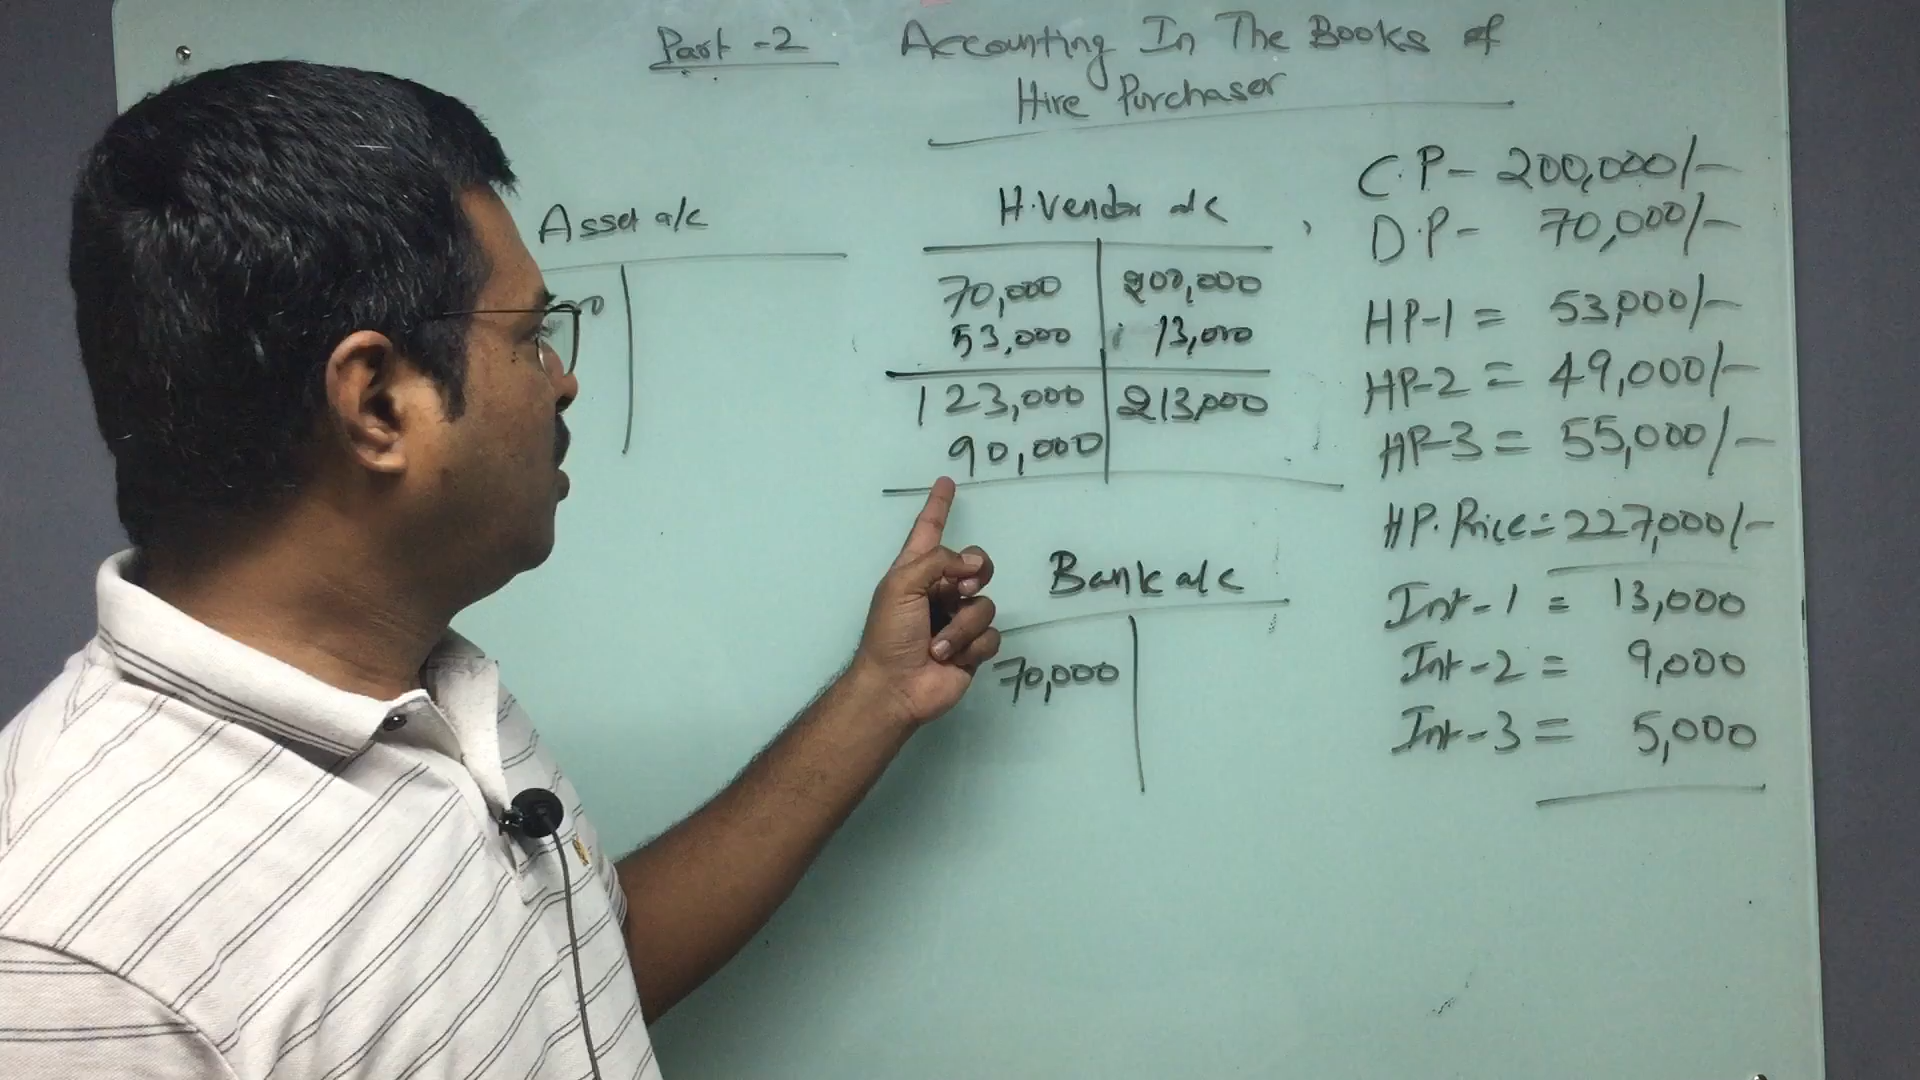 Part - 2
Accounting In The Books of
Hire Purchaser
Asset a/c
H.Vendor a/c
70,000 200,000
53,000 13,000
123,000 213,000
90,000
Bank a/c
70,000
C.P - 200,000/-
D.P - 70,000/-
HP-1 = 53,000/-
HP-2 = 49,000/-
HP-3 = 55,000/-
HP. Price = 227,000/-
Int-1 = 13,000
Int-2 = 9,000
Int-3 = 5,000